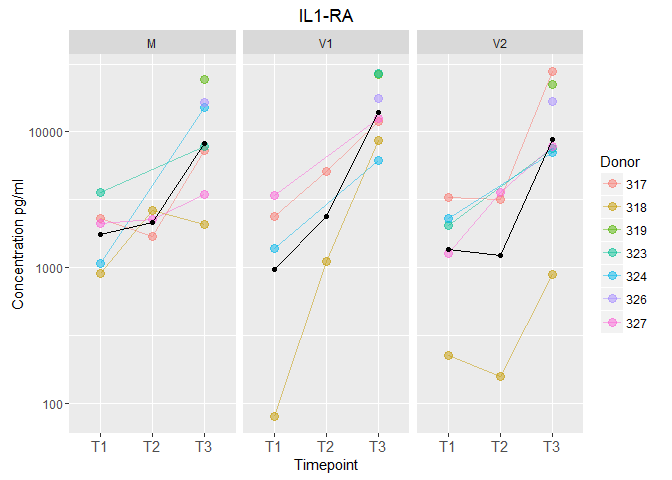 IL1-RA
M V1 V2
10000
1000
100
Concentration pg/ml
T1 T2 T3 T1 T2 T3 T1 T2 T3
Timepoint
Donor
317
318
319
323
324
326
327